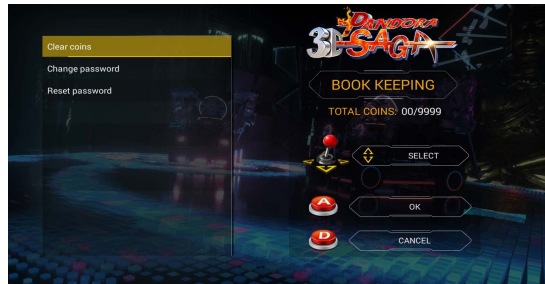 Clear coins
Change password
Reset password
PANDORA
3D SAGA
BOOK KEEPING
TOTAL COINS: 00/9999
SELECT
A
OK
D
CANCEL